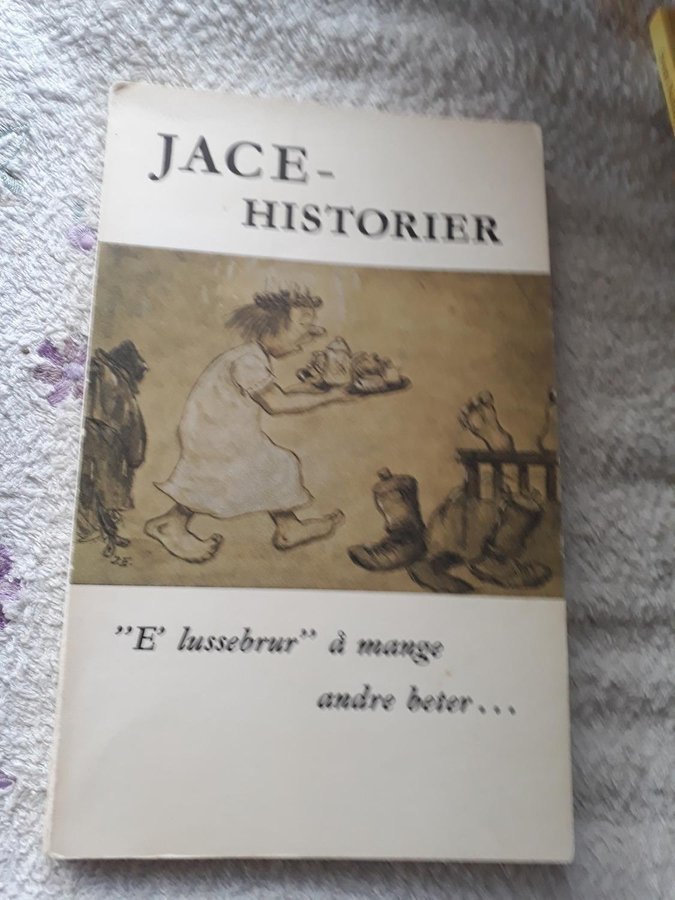 JACE-
HISTORIER
"E' lussebrur" å mange
andre beter...